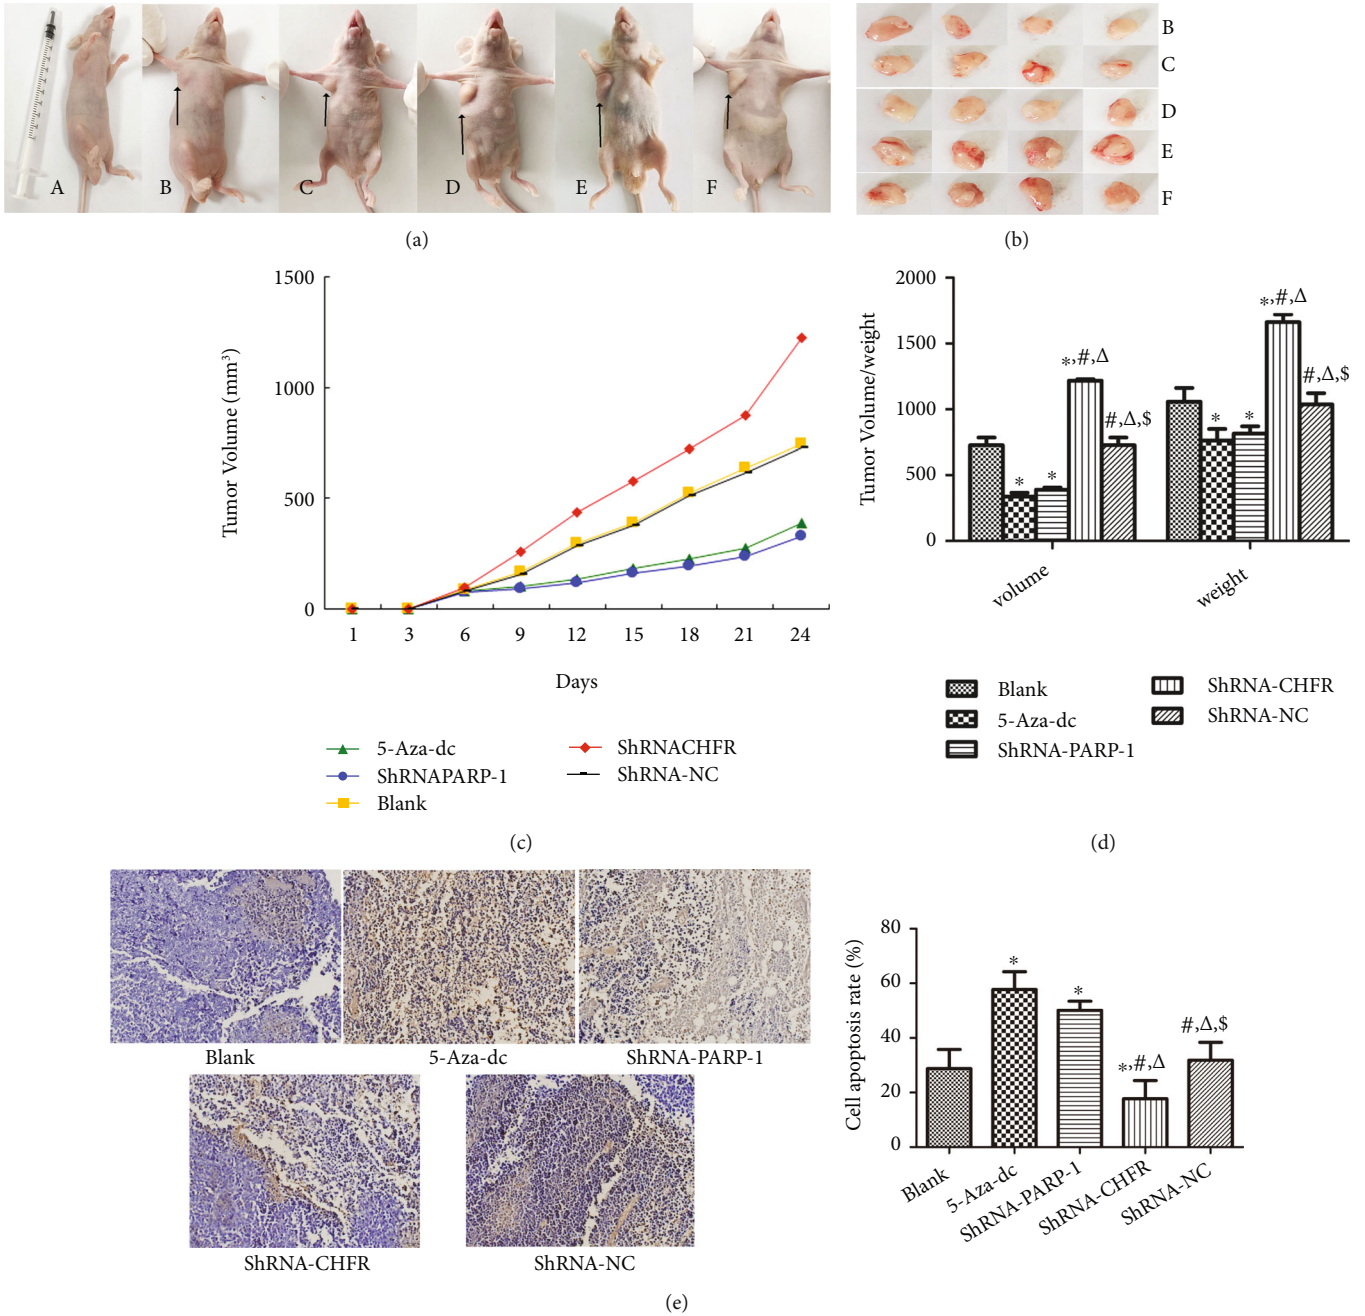 A B C D E F
(a)
B
C
D
E
F
(b)
1500
1000
500
0
Tumor Volume (mm³)
1 3 6 9 12 15 18 21 24
Days
5-Aza-dc
ShRNAPARP-1
Blank
ShRNACHFR
ShRNA-NC
(c)
2000
1500
1000
500
0
Tumor Volume/weight
* * *,#,Δ #,Δ,$
* * *,#,Δ #,Δ,$
volume weight
Blank
5-Aza-dc
ShRNA-PARP-1
ShRNA-CHFR
ShRNA-NC
(d)
Blank 5-Aza-dc ShRNA-PARP-1
ShRNA-CHFR ShRNA-NC
80
60
40
20
0
Cell apoptosis rate (%)
* * *,#,Δ #,Δ,$
Blank 5-Aza-dc ShRNA-PARP-1 ShRNA-CHFR ShRNA-NC
(e)